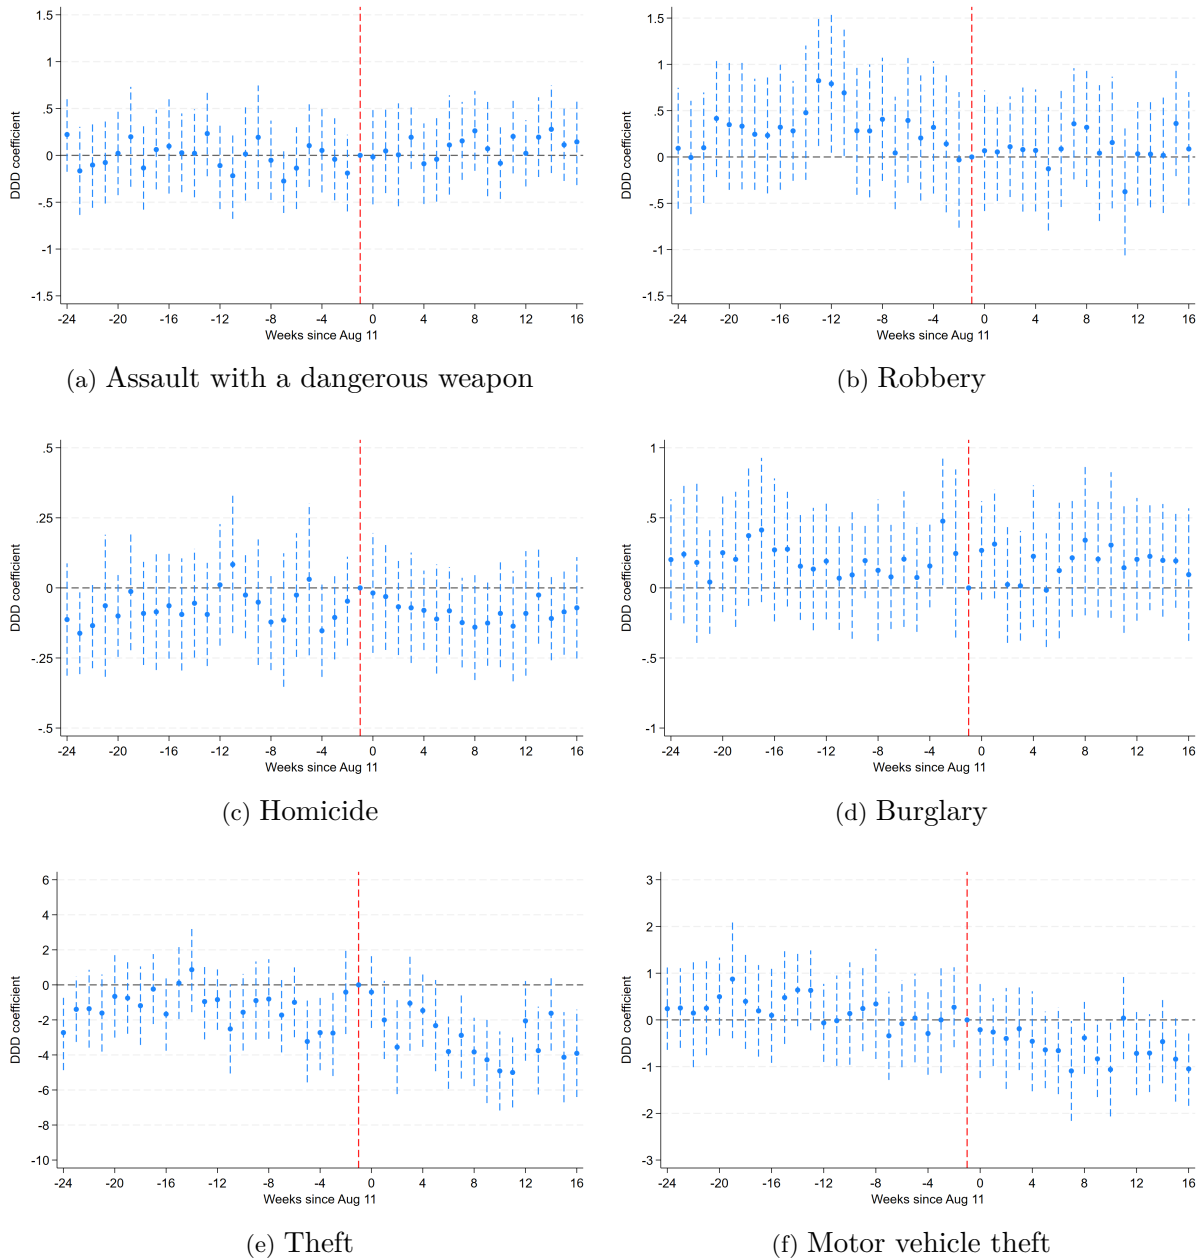 DDD coefficient
1.5
1
.5
0
-.5
-1
-1.5
-24 -20 -16 -12 -8 -4 0 4 8 12 16
Weeks since Aug 11
(a) Assault with a dangerous weapon
DDD coefficient
1.5
1
.5
0
-.5
-1
-1.5
-24 -20 -16 -12 -8 -4 0 4 8 12 16
Weeks since Aug 11
(b) Robbery
DDD coefficient
.5
.25
0
-.25
-.5
-24 -20 -16 -12 -8 -4 0 4 8 12 16
Weeks since Aug 11
(c) Homicide
DDD coefficient
1
.5
0
-.5
-1
-24 -20 -16 -12 -8 -4 0 4 8 12 16
Weeks since Aug 11
(d) Burglary
DDD coefficient
6
4
2
0
-2
-4
-6
-8
-10
-24 -20 -16 -12 -8 -4 0 4 8 12 16
Weeks since Aug 11
(e) Theft
DDD coefficient
3
2
1
0
-1
-2
-3
-24 -20 -16 -12 -8 -4 0 4 8 12 16
Weeks since Aug 11
(f) Motor vehicle theft